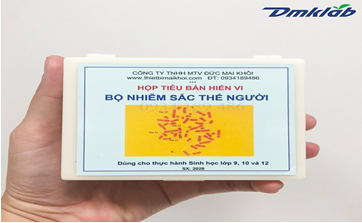 Dmklab
CÔNG TY TNHH MTV ĐỨC MAI KHÔI
www.thietbimaikhoi.com ĐT: 0934189486
HỘP TIÊU BẢN HIỂN VI
BỘ NHIỄM SẮC THỂ NGƯỜI
Dùng cho thực hành Sinh học lớp 9, 10 và 12
SX: 2020